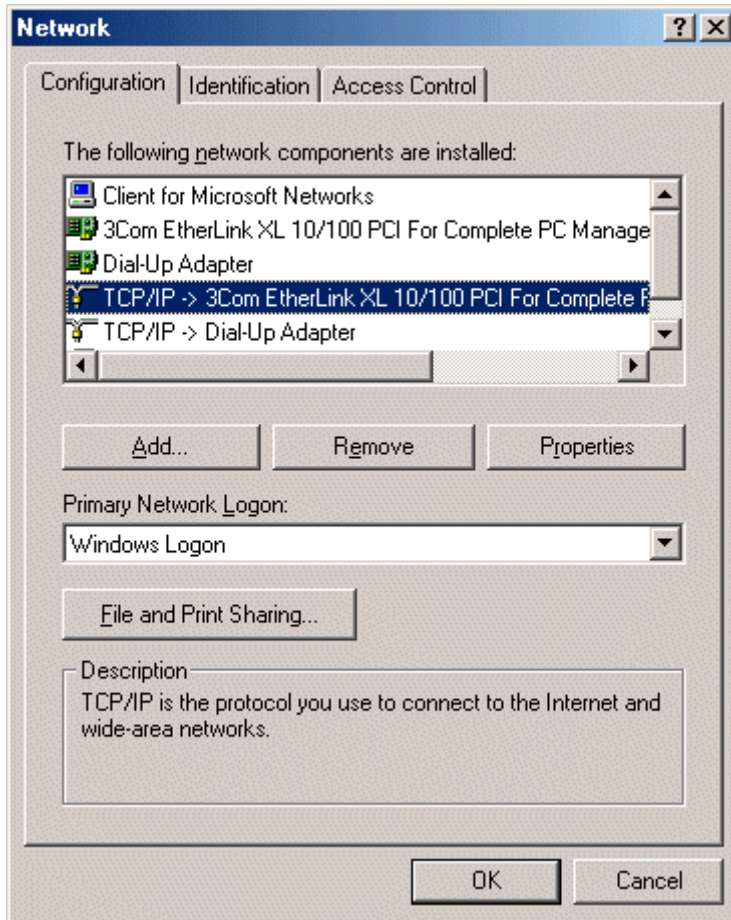 Network
Configuration Identification Access Control
The following network components are installed:
Client for Microsoft Networks
3Com EtherLink XL 10/100 PCI For Complete PC Manage
Dial-Up Adapter
TCP/IP -> 3Com EtherLink XL 10/100 PCI For Complete
TCP/IP -> Dial-Up Adapter
Add... Remove Properties
Primary Network Logon:
Windows Logon
File and Print Sharing...
Description
TCP/IP is the protocol you use to connect to the Internet and
wide-area networks.
OK Cancel